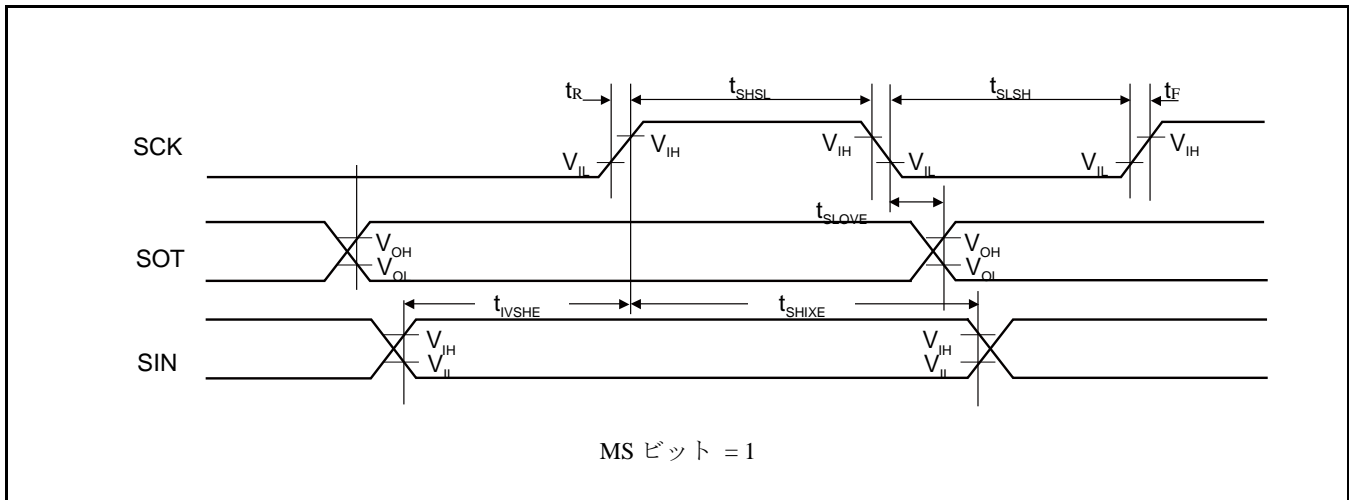 tR tSHSL tSLSH tF
SCK VIL VIH VIH VIL VIL VIH
tSLOVE
SOT VOH VOL VOH VOL
tIVSHE tSHIXE
SIN VIH VIL VIH VIL
MS ビット = 1